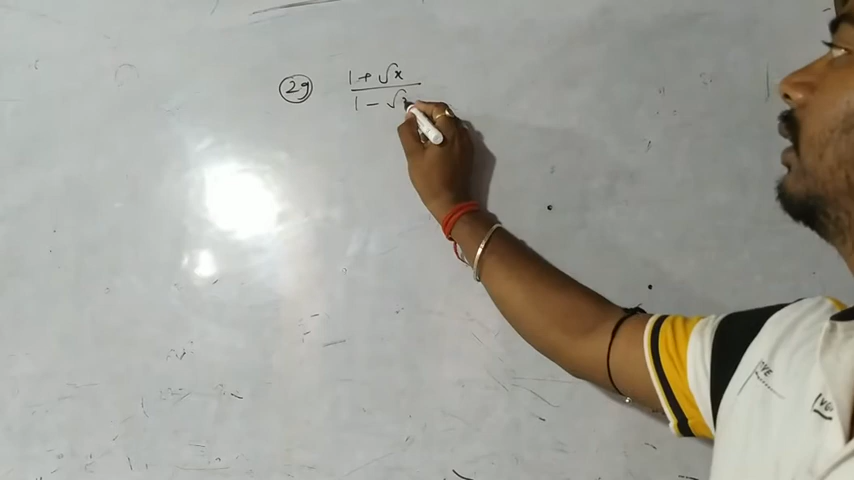 29 1 + √x
1 - √x